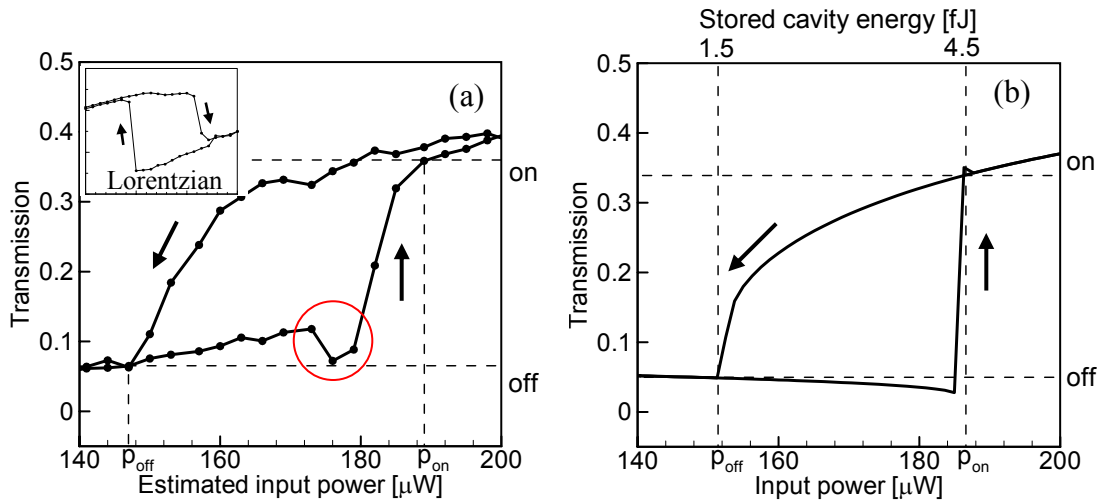 Stored cavity energy [fJ]
1.5 4.5
(a)
Lorentzian
0.5
0.4
0.3
0.2
0.1
0
Transmission
on
off
140 160 180 200
p_off p_on
Estimated input power [μW]
(b)
0.5
0.4
0.3
0.2
0.1
0
Transmission
on
off
140 160 180 200
p_off p_on
Input power [μW]